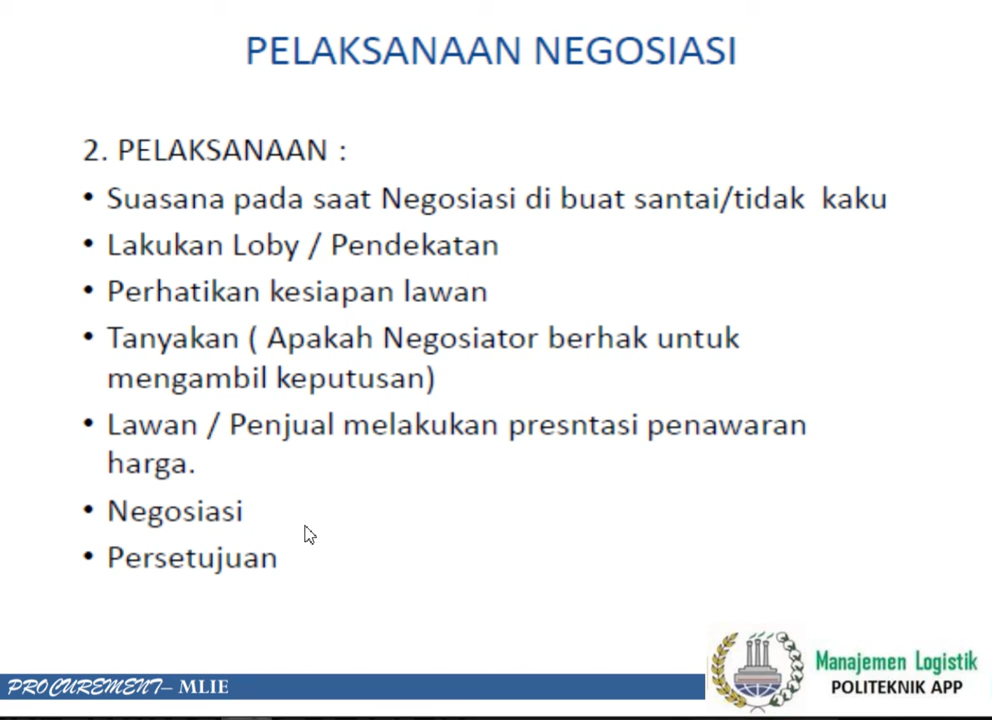 PELAKSANAAN NEGOSIASI
2. PELAKSANAAN :
• Suasana pada saat Negosiasi di buat santai/tidak kaku
• Lakukan Loby / Pendekatan
• Perhatikan kesiapan lawan
• Tanyakan ( Apakah Negosiator berhak untuk
mengambil keputusan)
• Lawan / Penjual melakukan presntasi penawaran
harga.
• Negosiasi
• Persetujuan
PROCUREMENT– MLIE
Manajemen Logistik
POLITEKNIK APP